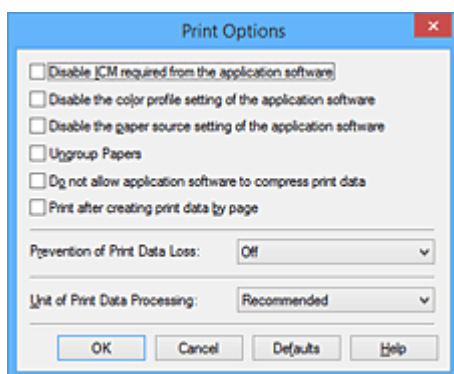 Print Options
Disable ICM required from the application software
Disable the color profile setting of the application software
Disable the paper source setting of the application software
Ungroup Papers
Do not allow application software to compress print data
Print after creating print data by page
Prevention of Print Data Loss: Off
Unit of Print Data Processing: Recommended
OK Cancel Defaults Help